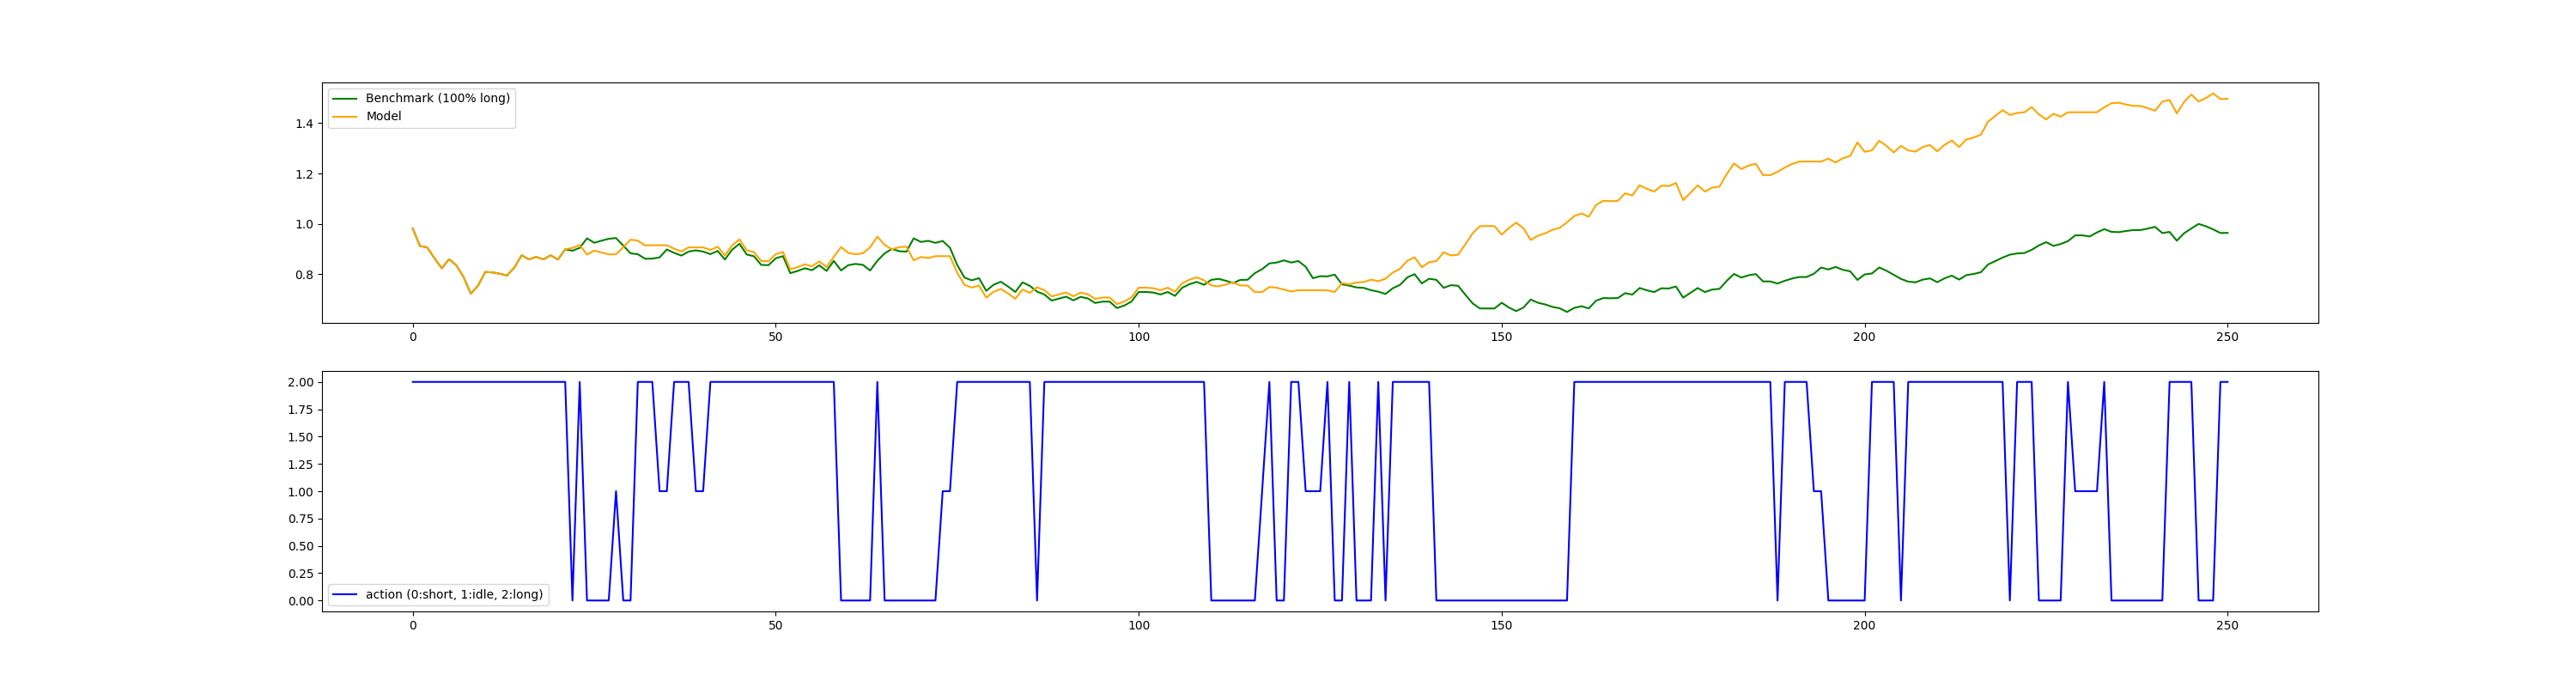 Benchmark (100% long)
Model
1.4
1.2
1.0
0.8
0 50 100 150 200 250
2.00
1.75
1.50
1.25
1.00
0.75
0.50
0.25
0.00
action (0:short, 1:idle, 2:long)
0 50 100 150 200 250